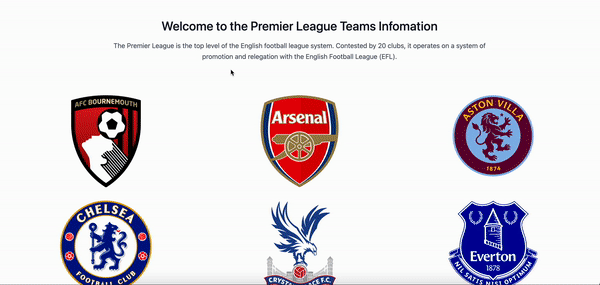 Welcome to the Premier League Teams Infomation
The Premier League is the top level of the English football league system. Contested by 20 clubs, it operates on a system of
promotion and relegation with the English Football League (EFL).
AFC BOURNEMOUTH
Arsenal
ASTON VILLA
1874
CHELSEA
FOOTBALL CLUB
CRYSTAL PALACE F.C.
Everton
1878
NIL SATIS NISI OPTIMUM